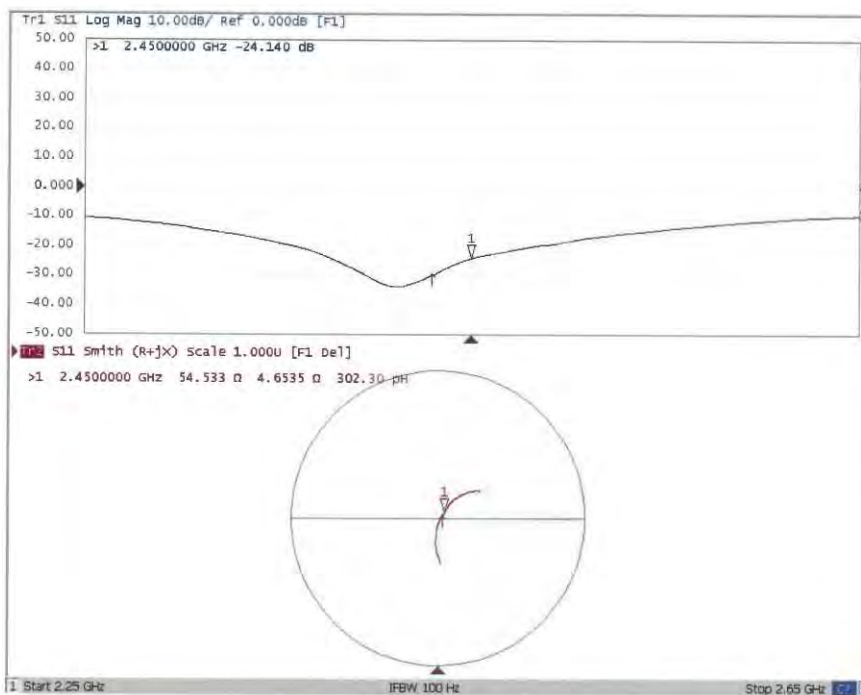 Tr1 S11 Log Mag 10.00dB/ Ref 0.000dB [F1]
50.00
>1 2.4500000 GHz -24.140 dB
40.00
30.00
20.00
10.00
0.000
-10.00
1
-20.00
-30.00
-40.00
-50.00
Tr2 S11 Smith (R+jX) Scale 1.000U [F1 Del]
>1 2.4500000 GHz 54.533 Ω 4.6535 Ω 302.30 pH
1
1 Start 2.25 GHz IFBW 100 Hz Stop 2.65 GHz